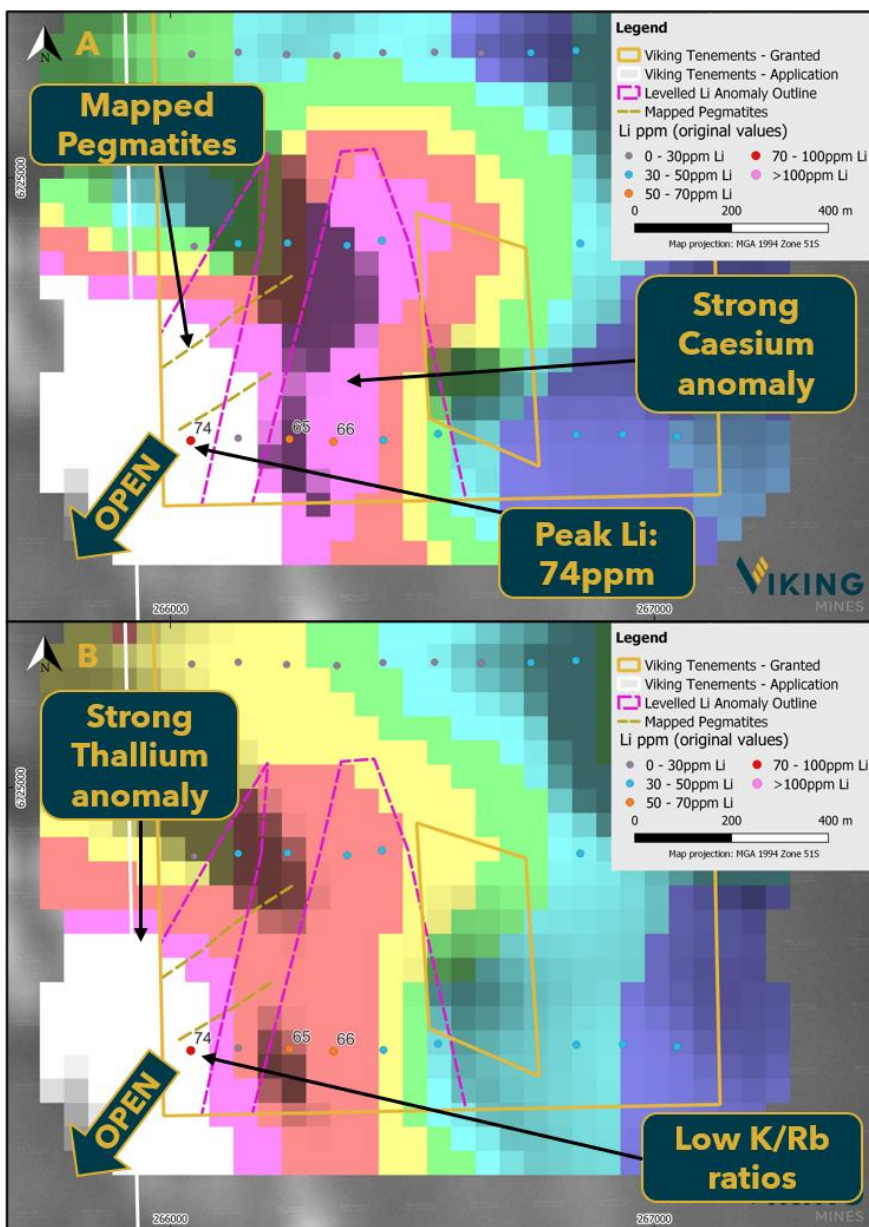 A
N
Mapped
Pegmatites
6725000
74
65
66
OPEN
Strong
Caesium
anomaly
Peak Li:
74ppm
Legend
Viking Tenements - Granted
Viking Tenements - Application
Levelled Li Anomaly Outline
Mapped Pegmatites
Li ppm (original values)
0 - 30ppm Li
70 - 100ppm Li
30 - 50ppm Li
>100ppm Li
50 - 70ppm Li
0 200 400 m
Map projection: MGA 1994 Zone 51S
VIKING
MINES
266000
267000
B
N
Strong
Thallium
anomaly
6725000
74
65
66
OPEN
Low K/Rb
ratios
Legend
Viking Tenements - Granted
Viking Tenements - Application
Levelled Li Anomaly Outline
Mapped Pegmatites
Li ppm (original values)
0 - 30ppm Li
70 - 100ppm Li
30 - 50ppm Li
>100ppm Li
50 - 70ppm Li
0 200 400 m
Map projection: MGA 1994 Zone 51S
MINES
266000
267000